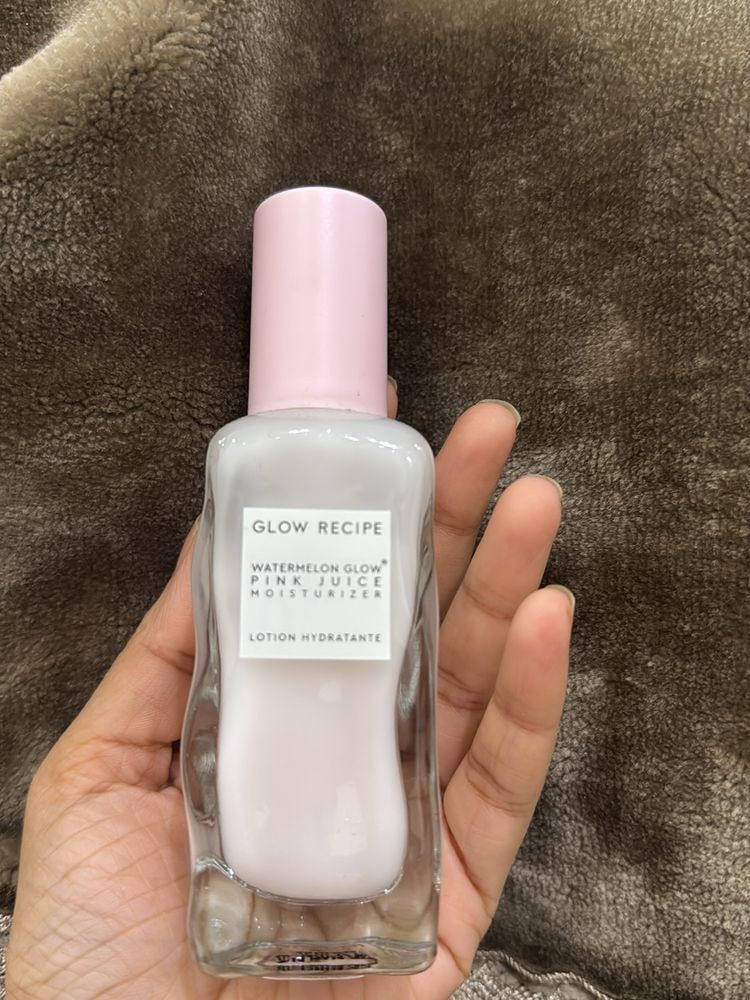 GLOW RECIPE
WATERMELON GLOW®
PINK JUICE
MOISTURIZER
LOTION HYDRATANTE